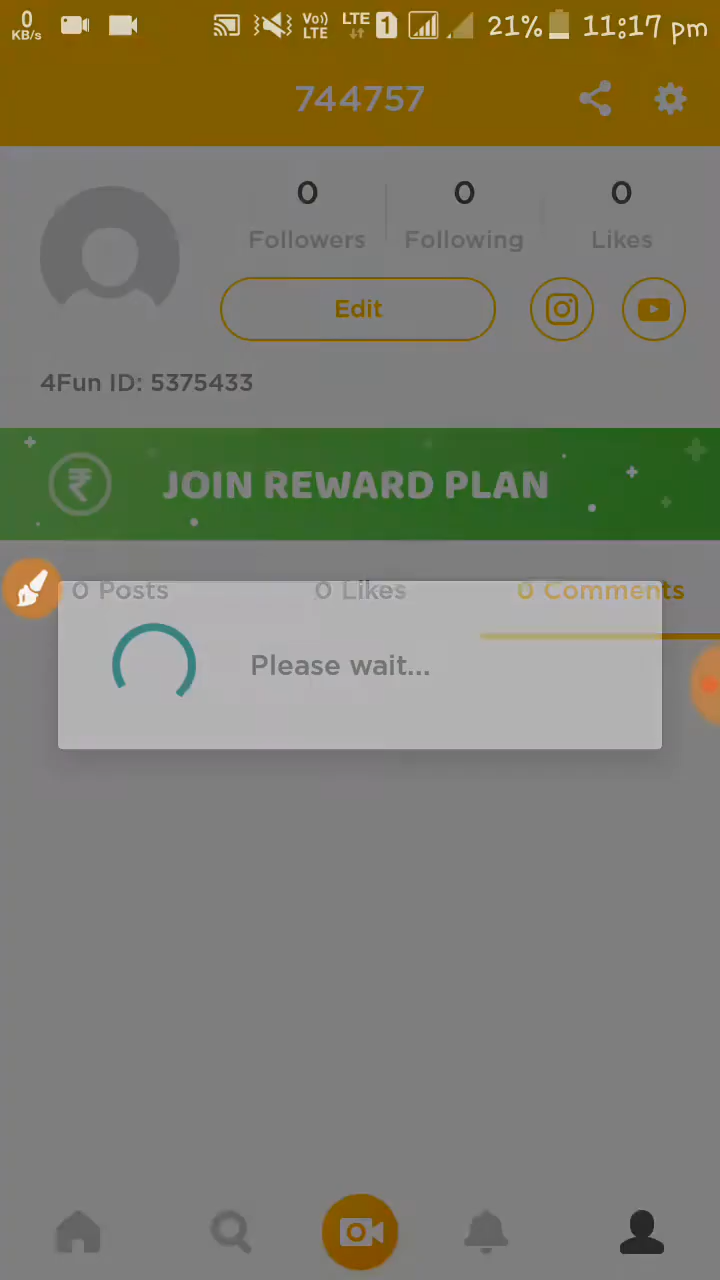 0 KB/s Vo)) LTE LTE 1 21% 11:17 pm
744757
0 0 0
Followers Following Likes
Edit
4Fun ID: 5375433
₹ JOIN REWARD PLAN
0 Posts 0 Likes 0 Comments
Please wait...